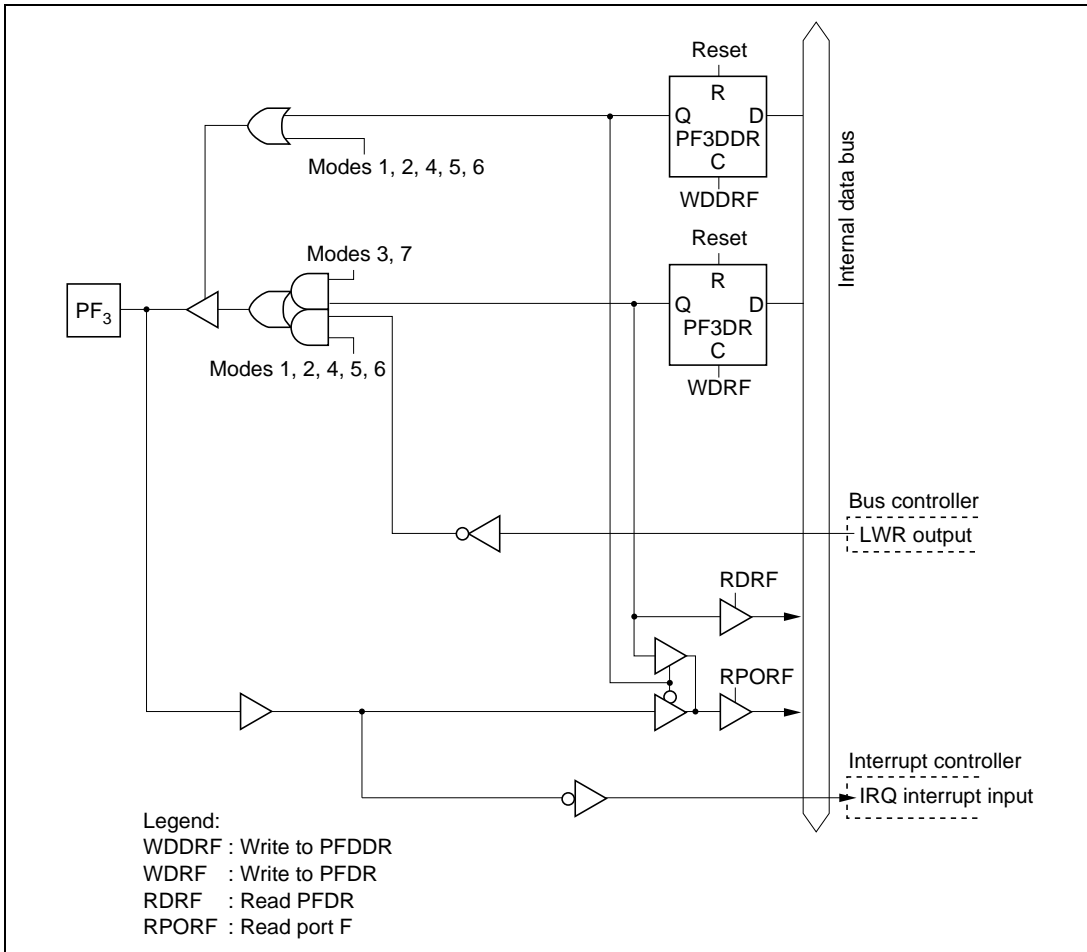 Reset
R
Q D
PF3DDR
C
WDDRF
Modes 1, 2, 4, 5, 6
Internal data bus
Reset
R
Q D
PF3DR
C
WDRF
Modes 3, 7
PF3
Modes 1, 2, 4, 5, 6
Bus controller
LWR output
RDRF
RPORF
Interrupt controller
IRQ interrupt input
Legend:
WDDRF : Write to PFDDR
WDRF : Write to PFDR
RDRF : Read PFDR
RPORF : Read port F